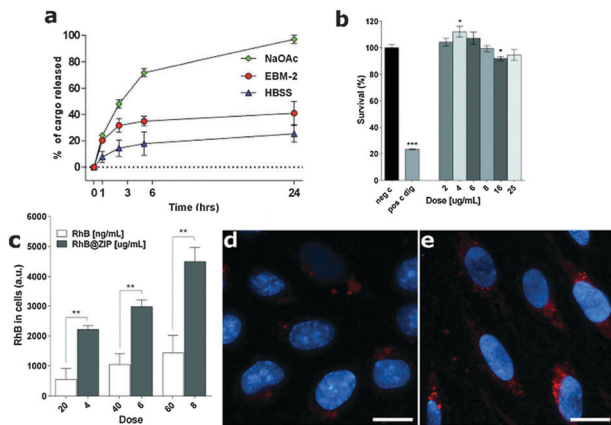 a
% of cargo released
100
80
60
40
20
0
NaOAc
EBM-2
HBSS
0 1 3 6 24
Time (hrs)
b
Survival (%)
120
100
80
60
40
20
0
***
*
*
neg c
pos c dig
2 4 6 8 16 25
Dose [ug/mL]
c
RhB in cells (a.u.)
6000
5000
4000
3000
2000
1000
0
RhB [ng/mL]
RhB@ZIP [ug/mL]
**
**
**
20 4 40 6 60 8
Dose
d
e